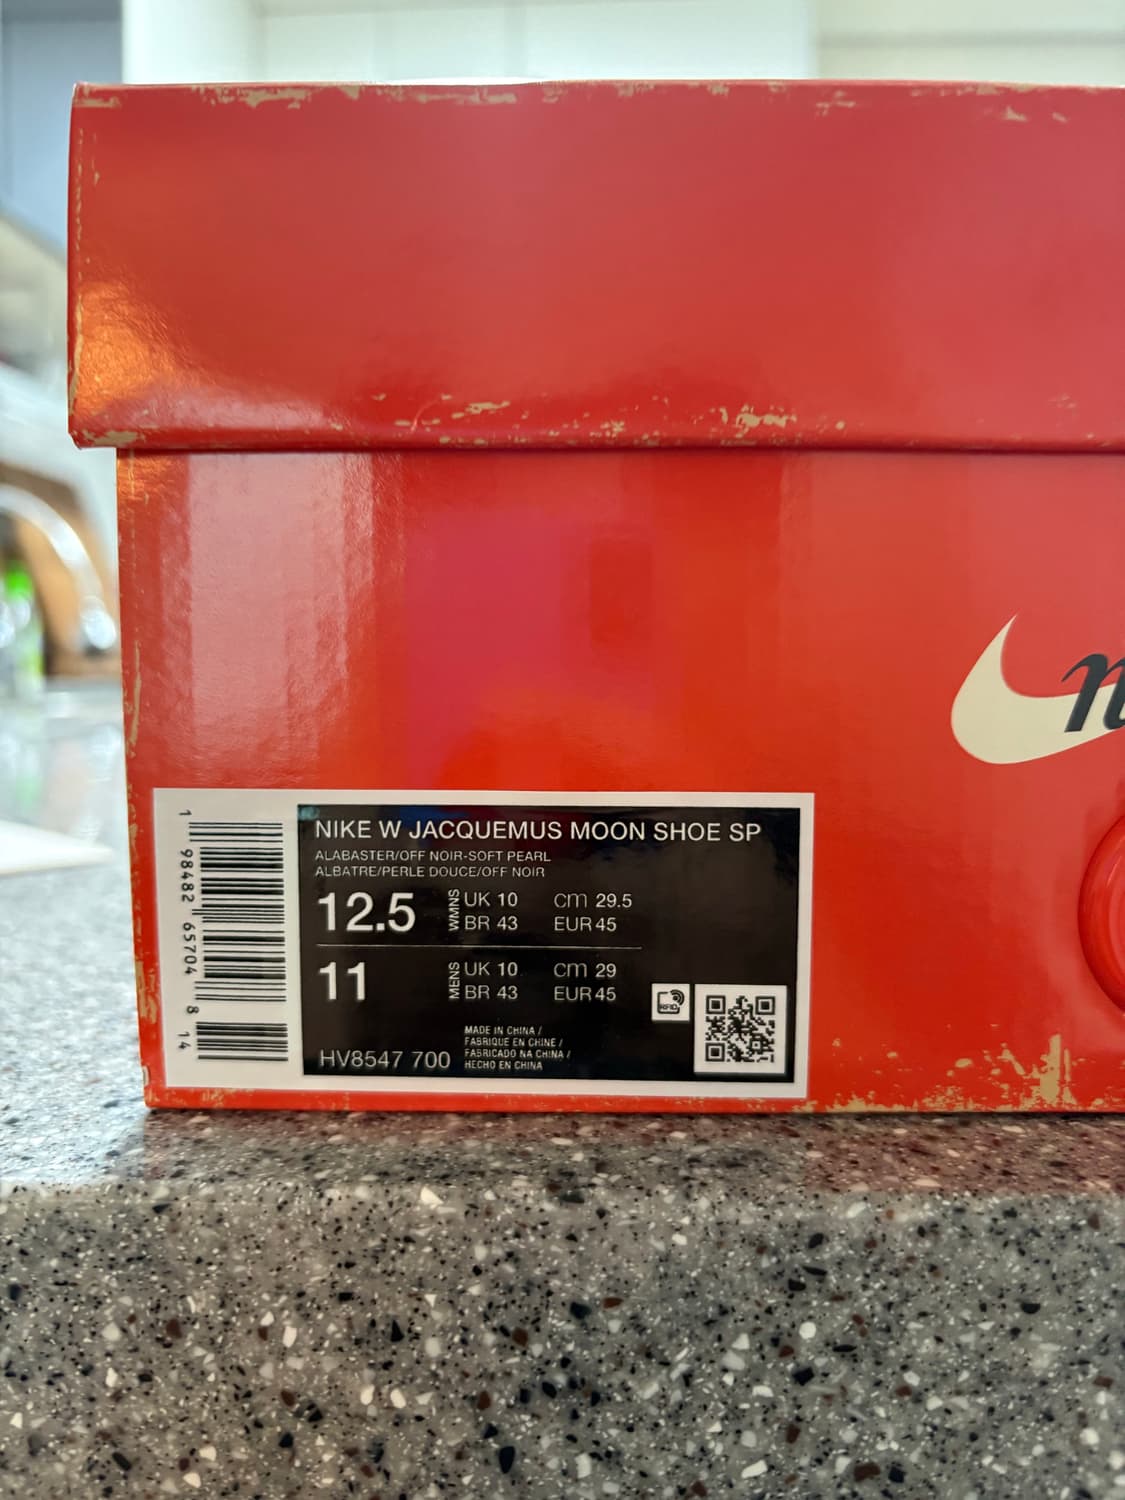 NIKE W JACQUEMUS MOON SHOE SP
ALABASTER/OFF NOIR-SOFT PEARL
ALBATRE/PERLE DOUCE/OFF NOIR
12.5 WMNS UK 10 cm 29.5
BR 43 EUR 45
11 MENS UK 10 cm 29
BR 43 EUR 45
HV8547 700
MADE IN CHINA /
FABRIQUE EN CHINE /
FABRICADO NA CHINA /
HECHO EN CHINA
RFID
1 98482 65704 8 14